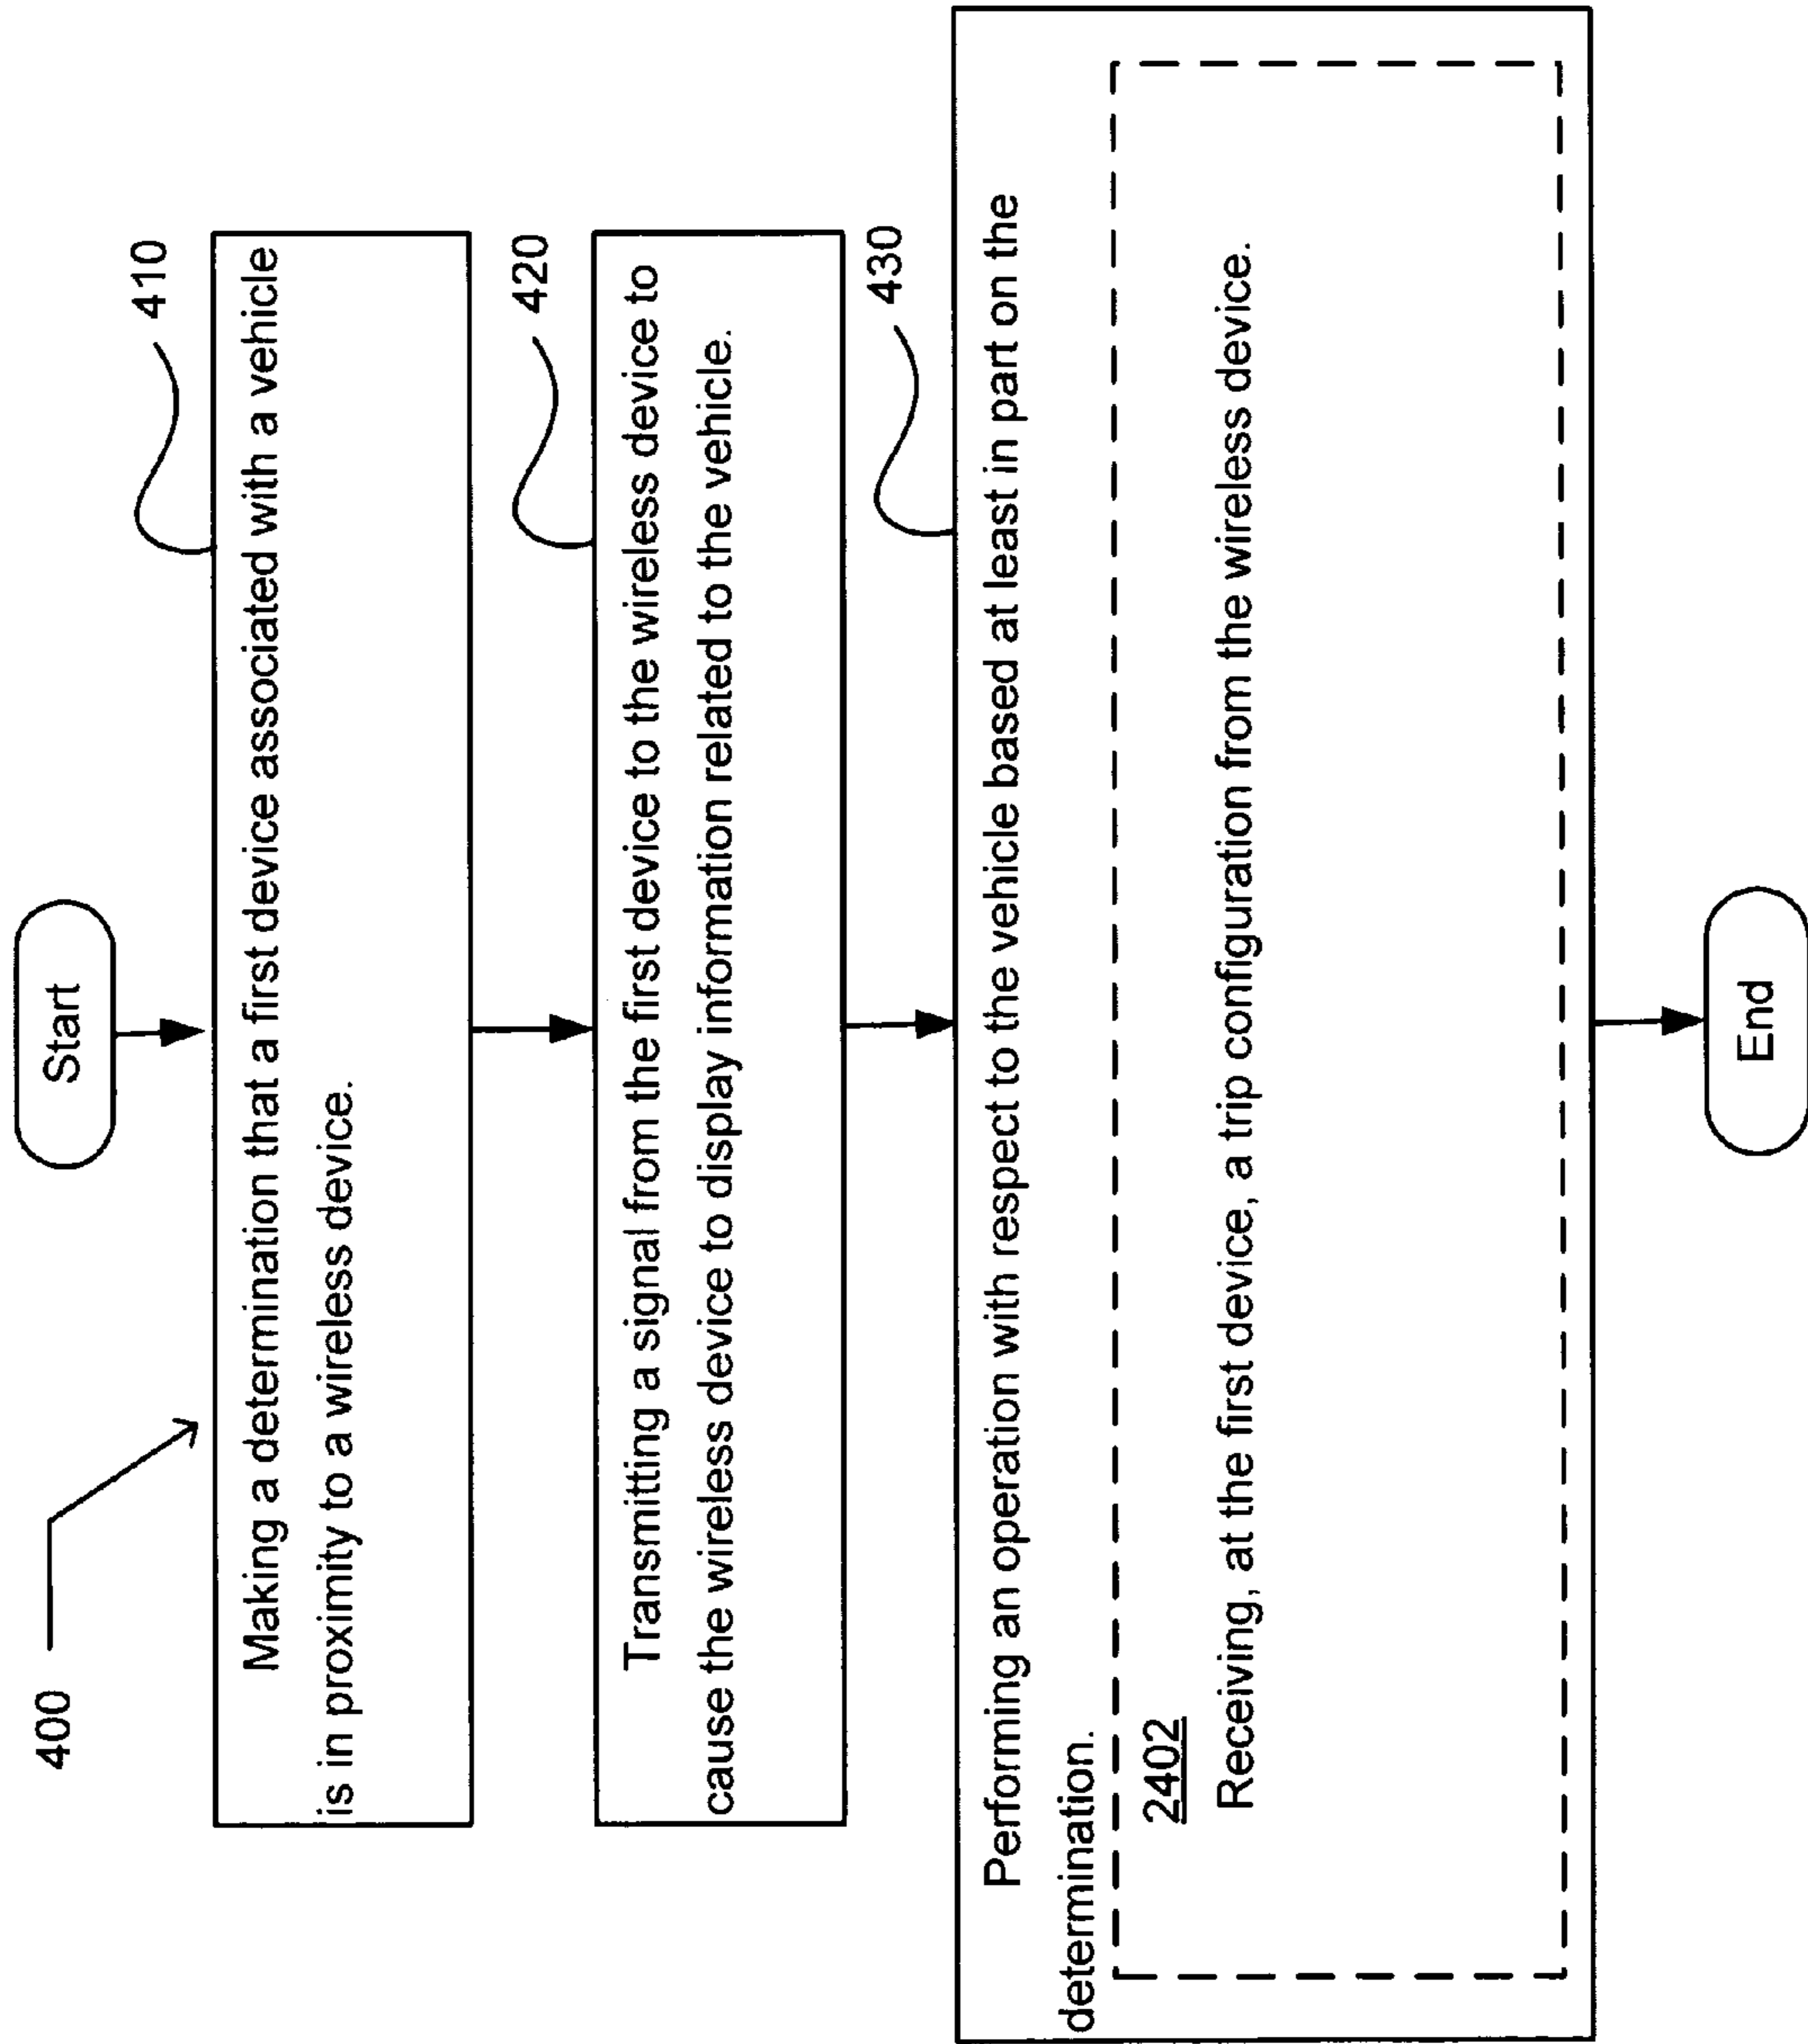 400
Start
410
Making a determination that a first device associated with a vehicle
is in proximity to a wireless device.
420
Transmitting a signal from the first device to the wireless device to
cause the wireless device to display information related to the vehicle.
430
Performing an operation with respect to the vehicle based at least in part on the
determination.
2402
Receiving, at the first device, a trip configuration from the wireless device.
End